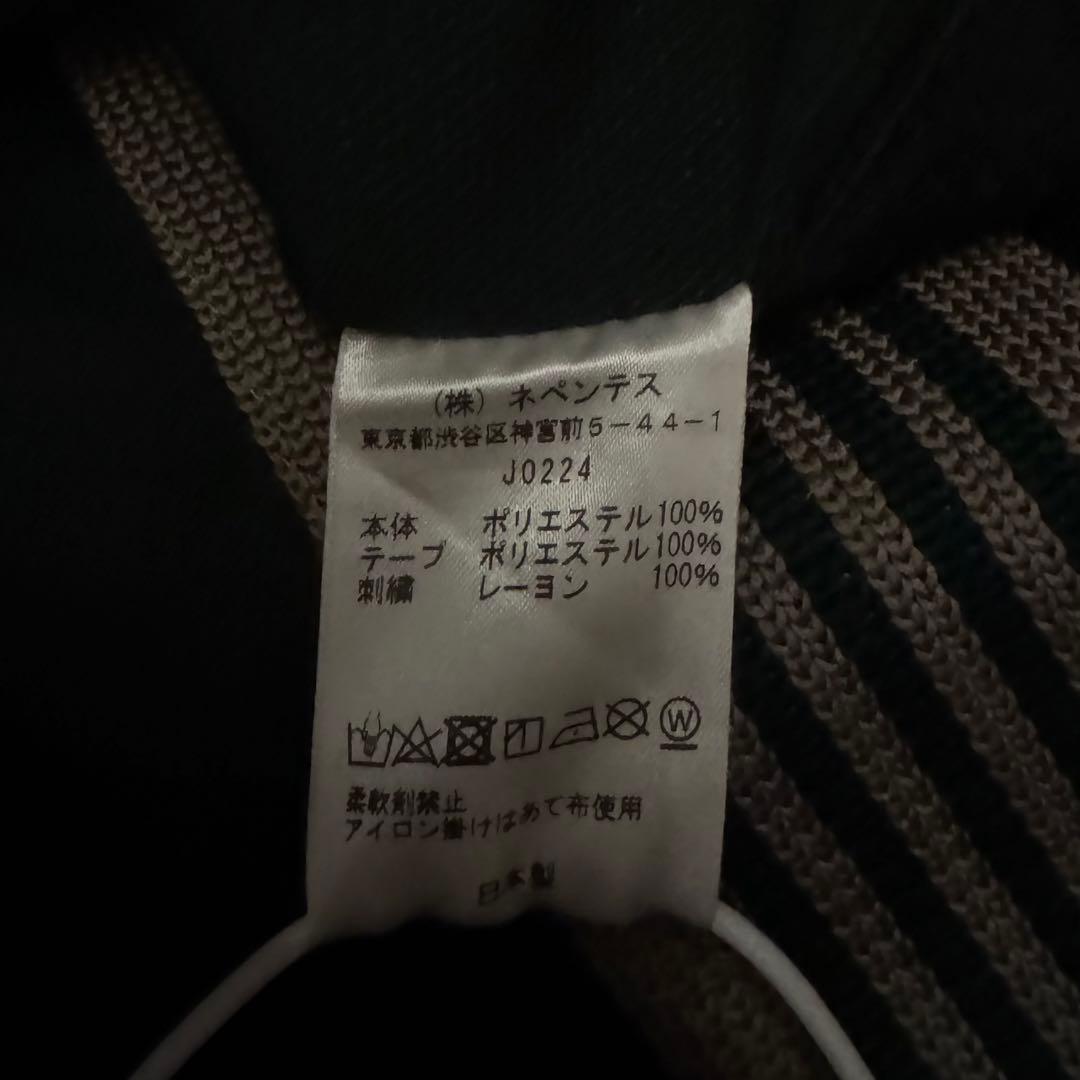 (株) ネペンテス
東京都渋谷区神宮前5-44-1
J0224
本体 ポリエステル100%
テープ ポリエステル100%
刺繍 レーヨン 100%
W
柔軟剤禁止
アイロン掛けはあて布使用
日本製